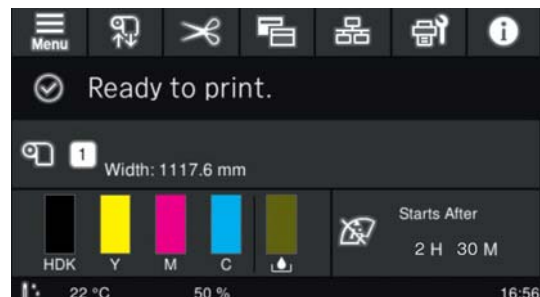 Menu
Ready to print.
1
Width: 1117.6 mm
HDK Y M C
Starts After
2 H 30 M
22 °C 50 % 16:56